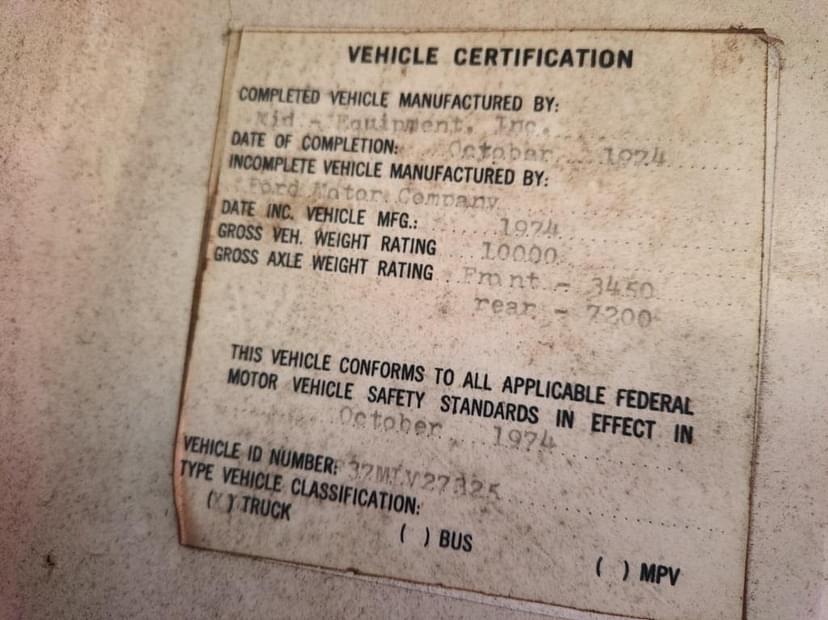 VEHICLE CERTIFICATION
COMPLETED VEHICLE MANUFACTURED BY:
Mid - Equipment, Inc.
DATE OF COMPLETION: October 1974
INCOMPLETE VEHICLE MANUFACTURED BY:
Ford Motor Company
DATE INC. VEHICLE MFG.: 1974
GROSS VEH. WEIGHT RATING 10000
GROSS AXLE WEIGHT RATING Front - 3450
rear - 7200
THIS VEHICLE CONFORMS TO ALL APPLICABLE FEDERAL
MOTOR VEHICLE SAFETY STANDARDS IN EFFECT IN
October 1974
VEHICLE ID NUMBER:
TYPE VEHICLE CLASSIFICATION:
(X) TRUCK
( ) BUS
( ) MPV